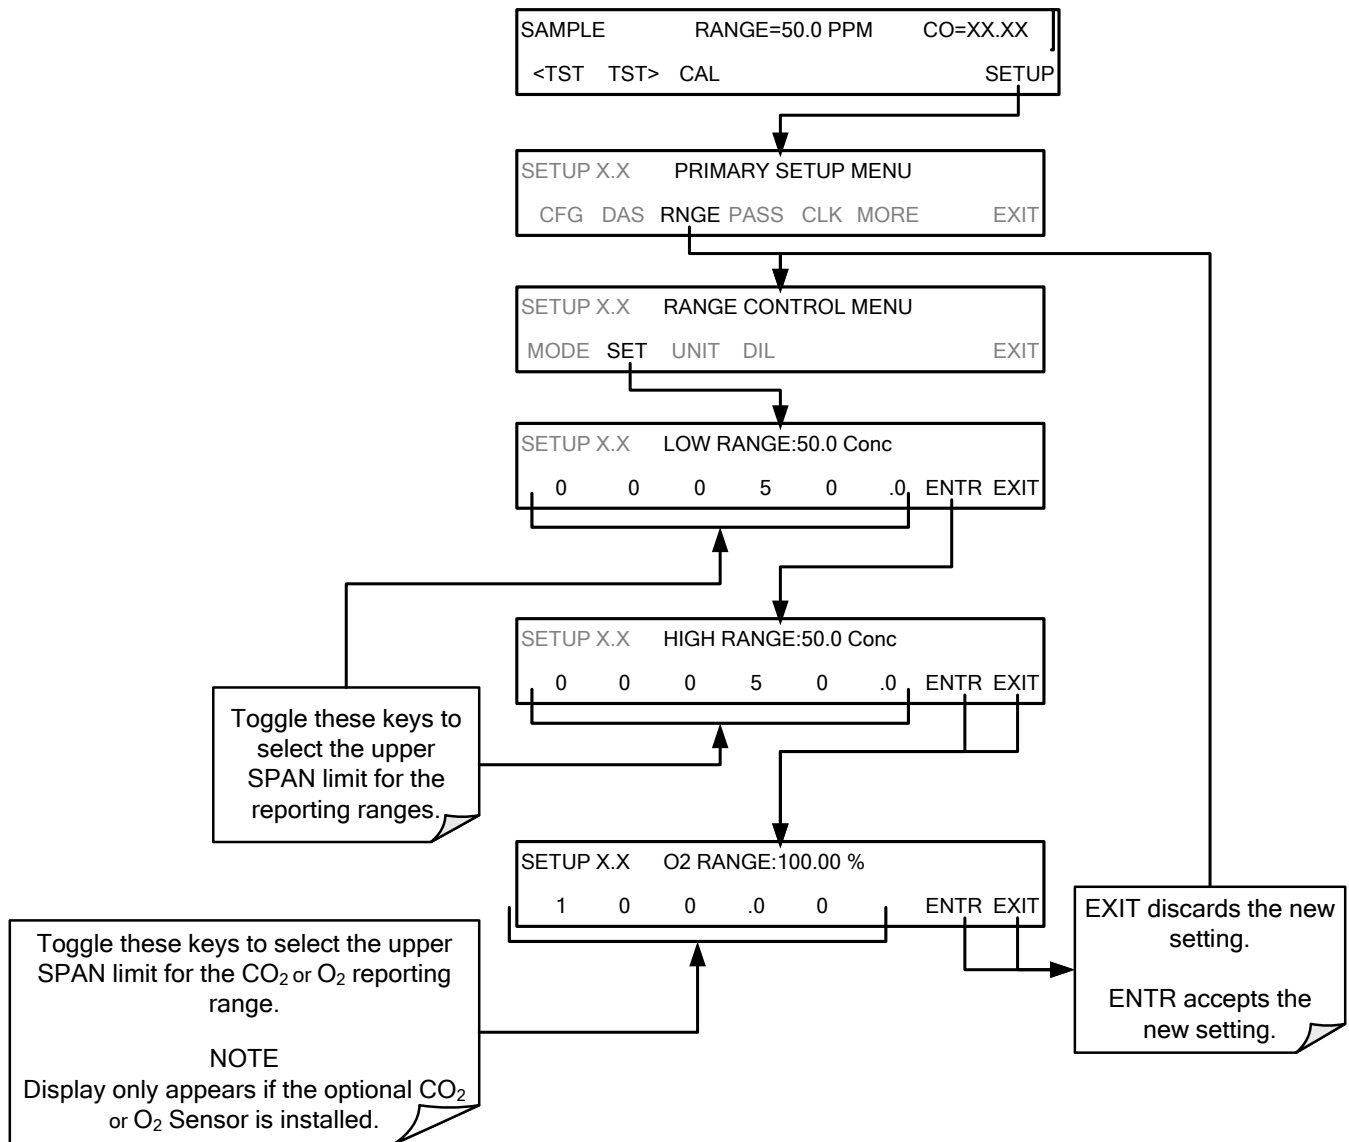 SAMPLE RANGE=50.0 PPM CO=XX.XX
<TST TST> CAL SETUP
SETUP X.X PRIMARY SETUP MENU
CFG DAS RNGE PASS CLK MORE EXIT
SETUP X.X RANGE CONTROL MENU
MODE SET UNIT DIL EXIT
SETUP X.X LOW RANGE:50.0 Conc
0 0 0 5 0 .0 ENTR EXIT
SETUP X.X HIGH RANGE:50.0 Conc
0 0 0 5 0 .0 ENTR EXIT
Toggle these keys to
select the upper
SPAN limit for the
reporting ranges.
SETUP X.X O2 RANGE:100.00 %
1 0 0 .0 0 ENTR EXIT
Toggle these keys to select the upper
SPAN limit for the CO₂ or O₂ reporting
range.
NOTE
Display only appears if the optional CO₂
or O₂ Sensor is installed.
EXIT discards the new
setting.
ENTR accepts the
new setting.